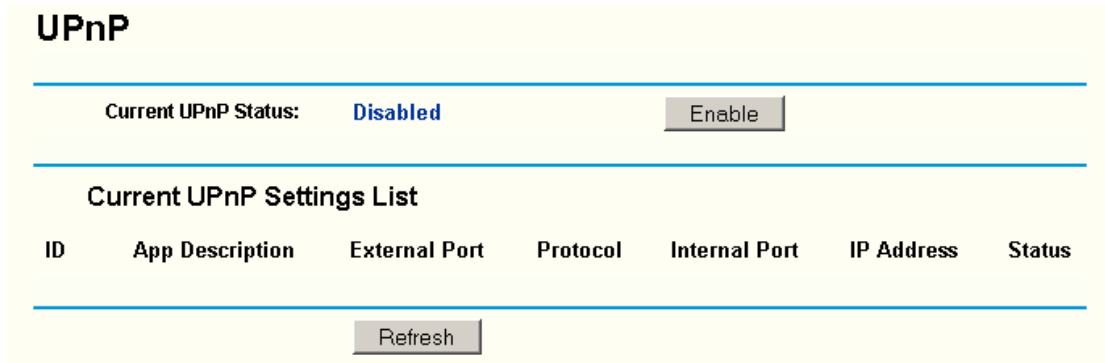 UPnP
Current UPnP Status: Disabled Enable
Current UPnP Settings List
ID App Description External Port Protocol Internal Port IP Address Status
Refresh